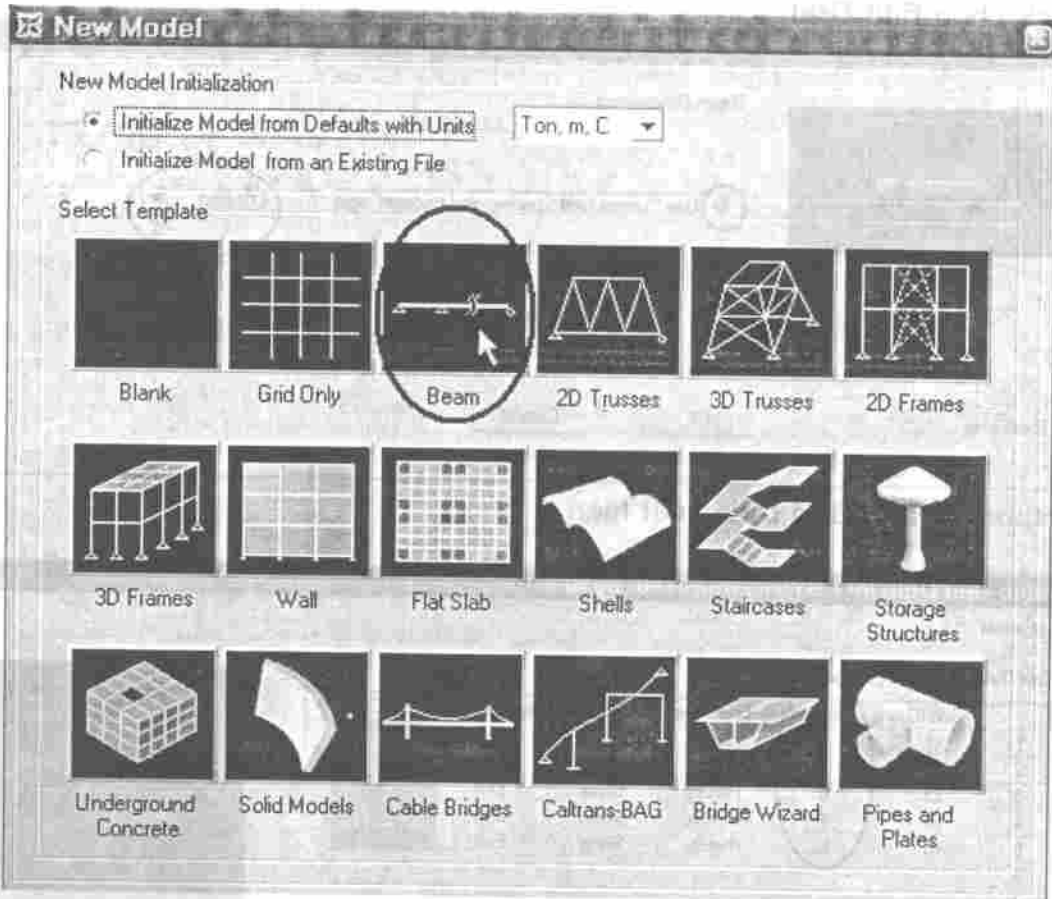 New Model
New Model Initialization
Initialize Model from Defaults with Units
Ton, m, C
Initialize Model from an Existing File
Select Template
Blank
Grid Only
Beam
2D Trusses
3D Trusses
2D Frames
3D Frames
Wall
Flat Slab
Shells
Staircases
Storage
Structures
Underground
Concrete
Solid Models
Cable Bridges
Caltrans-BAG
Bridge Wizard
Pipes and
Plates